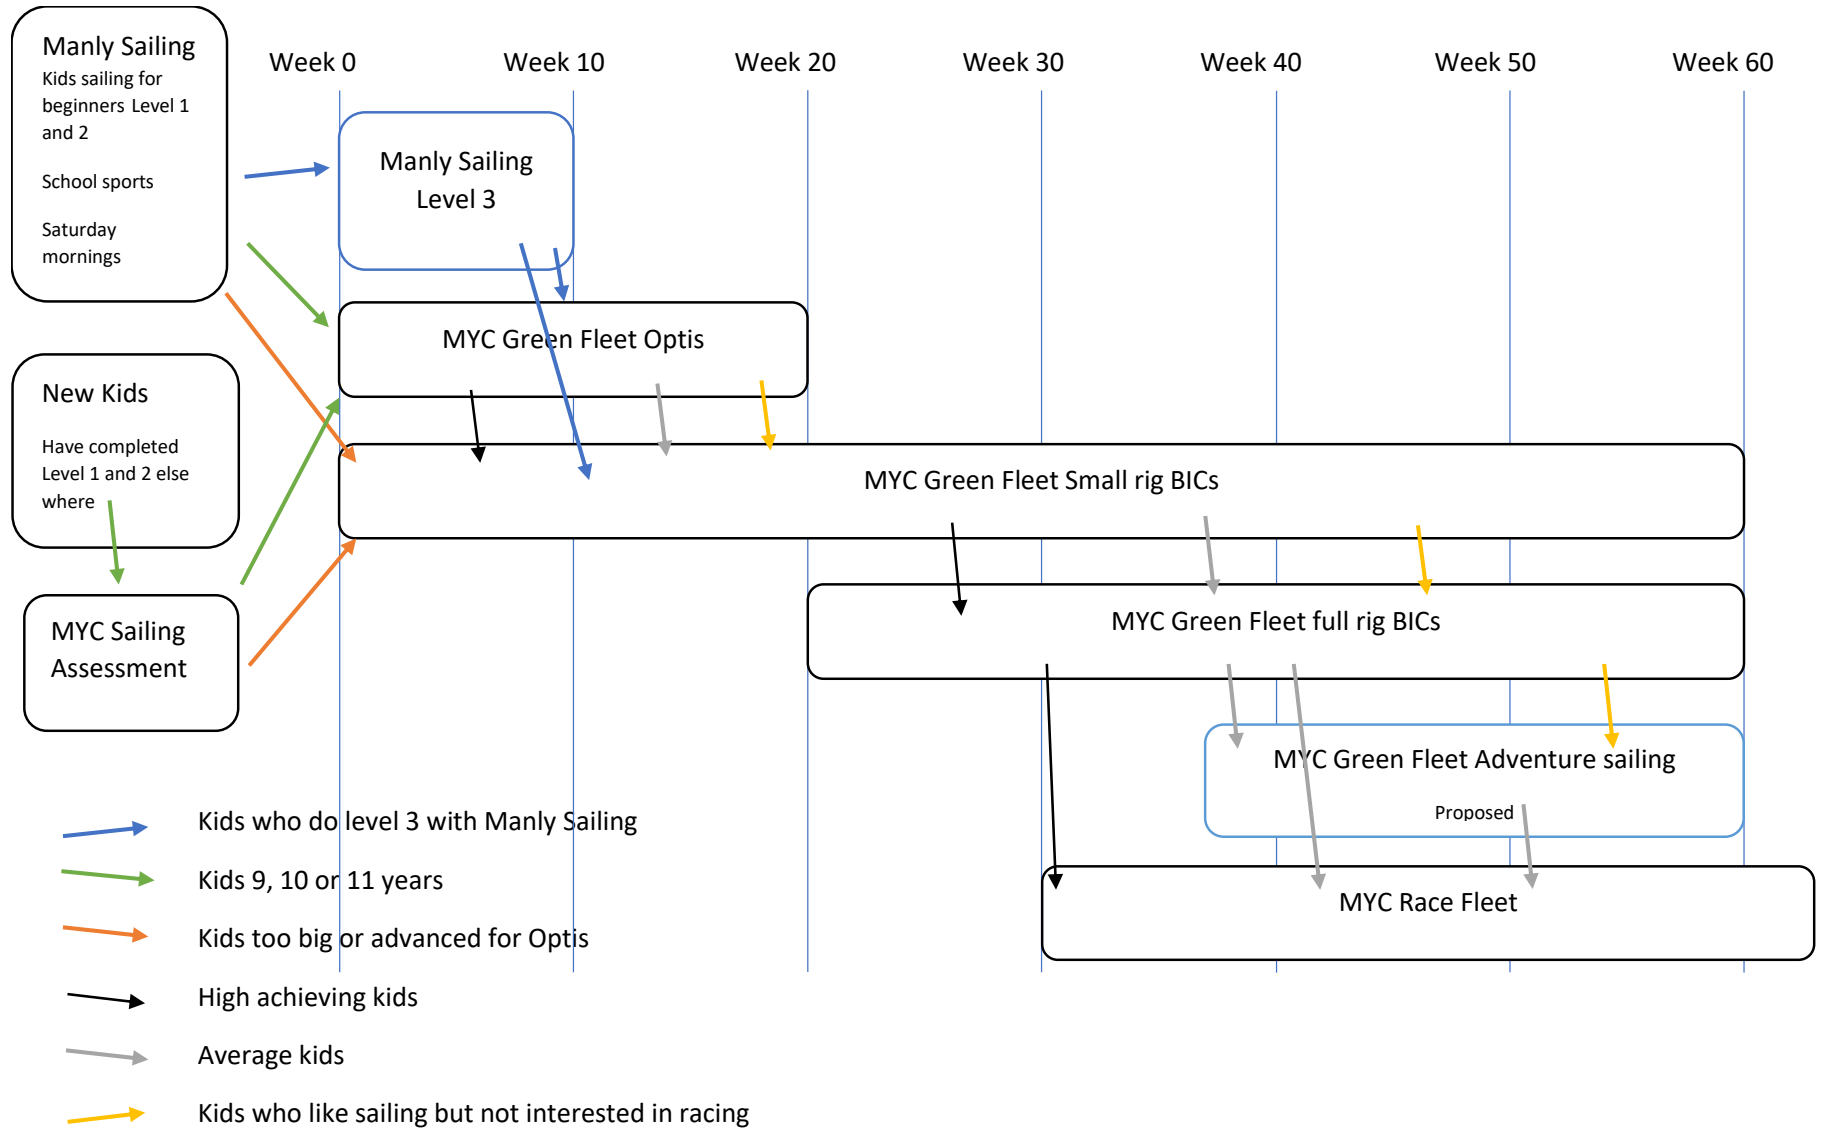 Manly Sailing
Kids sailing for
beginners Level 1
and 2
School sports
Saturday
mornings
Week 0
Week 10
Week 20
Week 30
Week 40
Week 50
Week 60
Manly Sailing
Level 3
MYC Green Fleet Optis
New Kids
Have completed
Level 1 and 2 else
where
MYC Green Fleet Small rig BICs
MYC Sailing
Assessment
MYC Green Fleet full rig BICs
MYC Green Fleet Adventure sailing
Proposed
MYC Race Fleet
Kids who do level 3 with Manly Sailing
Kids 9, 10 or 11 years
Kids too big or advanced for Optis
High achieving kids
Average kids
Kids who like sailing but not interested in racing